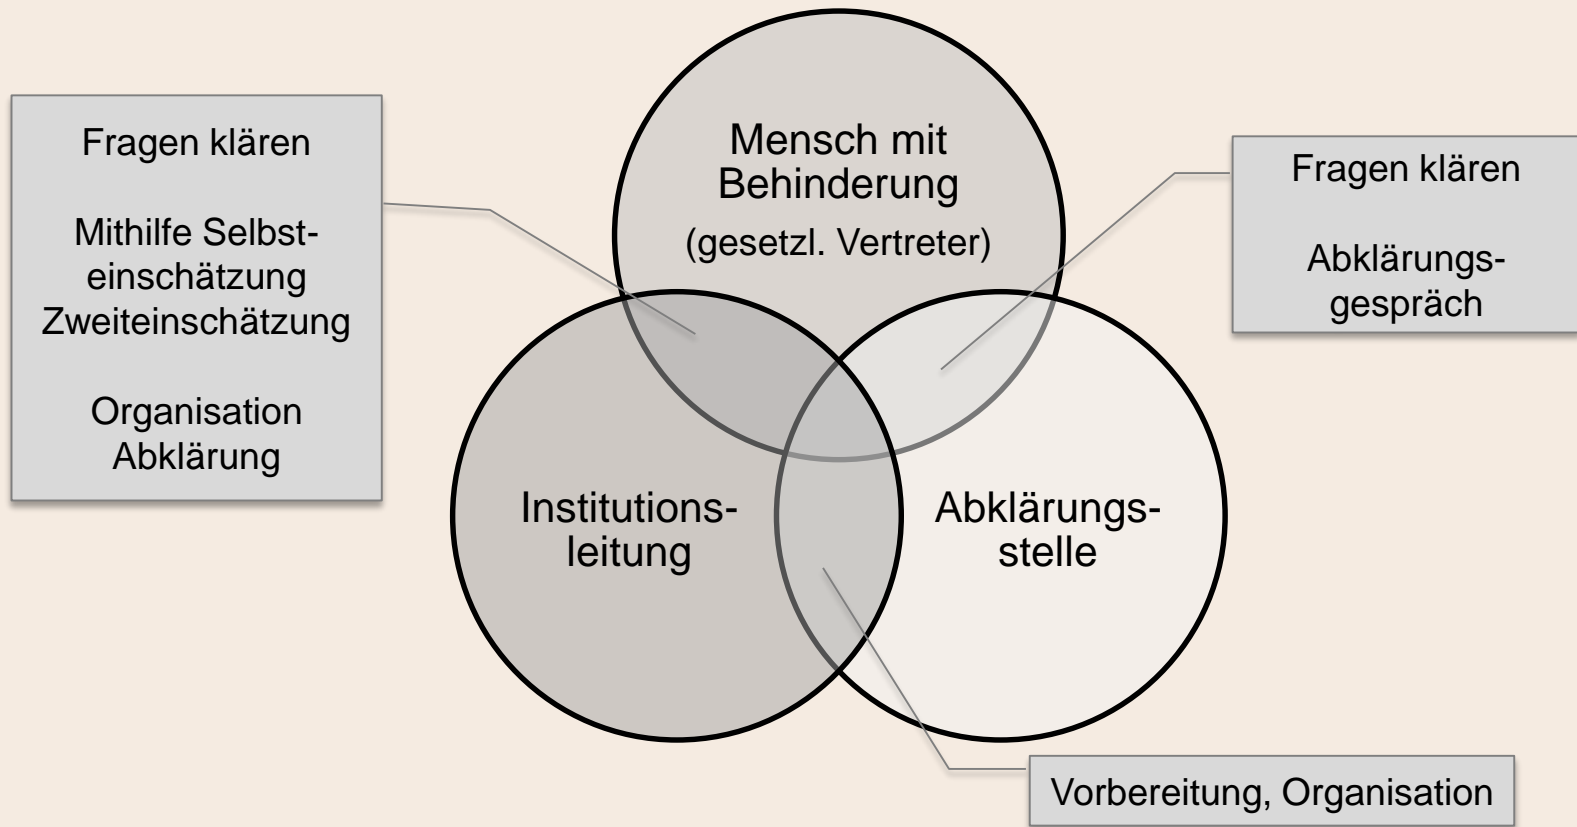 Fragen klären
Mithilfe Selbst-
einschätzung
Zweiteinschätzung
Organisation
Abklärung
Mensch mit
Behinderung
(gesetzl. Vertreter)
Fragen klären
Abklärungs-
gespräch
Institutions-
leitung
Abklärungs-
stelle
Vorbereitung, Organisation